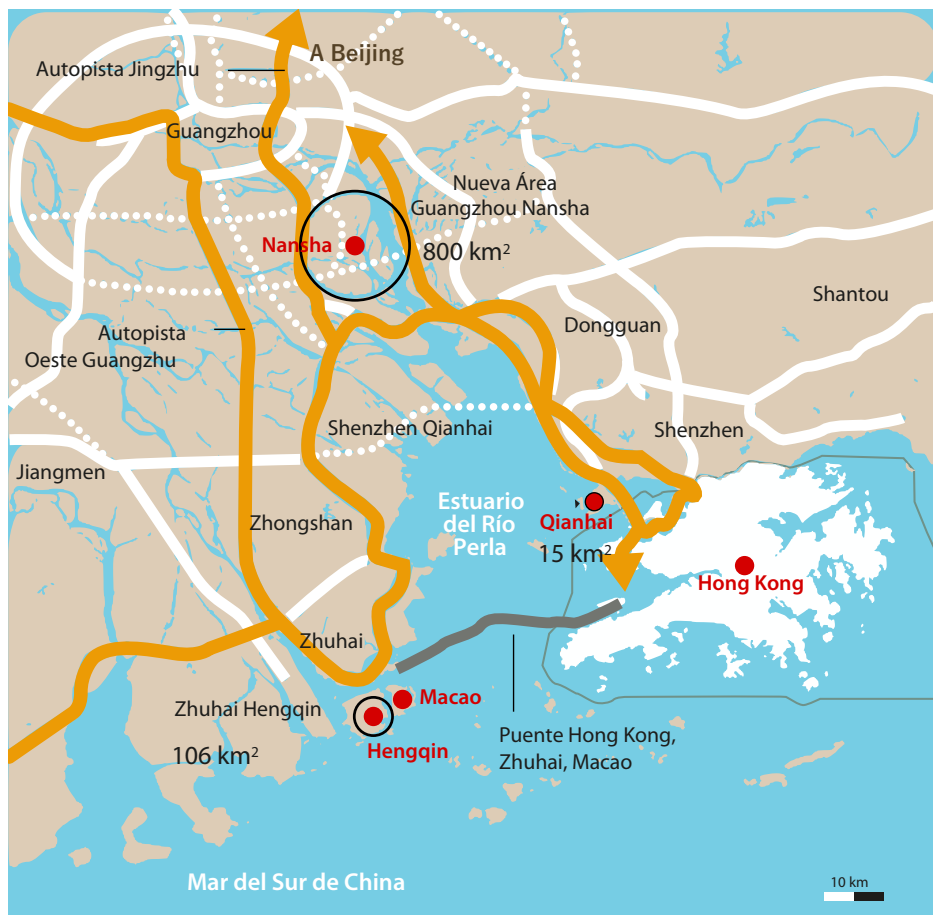 A Beijing
Autopista Jingzhu
Guangzhou
Nueva Área
Guangzhou Nansha
Nansha
800 km²
Shantou
Autopista
Oeste Guangzhu
Dongguan
Shenzhen Qianhai
Shenzhen
Jiangmen
Estuario
del Río
Perla
Zhongshan
Qianhai
15 km²
Hong Kong
Zhuhai
Macao
Zhuhai Hengqin
106 km²
Hengqin
Puente Hong Kong,
Zhuhai, Macao
Mar del Sur de China
10 km